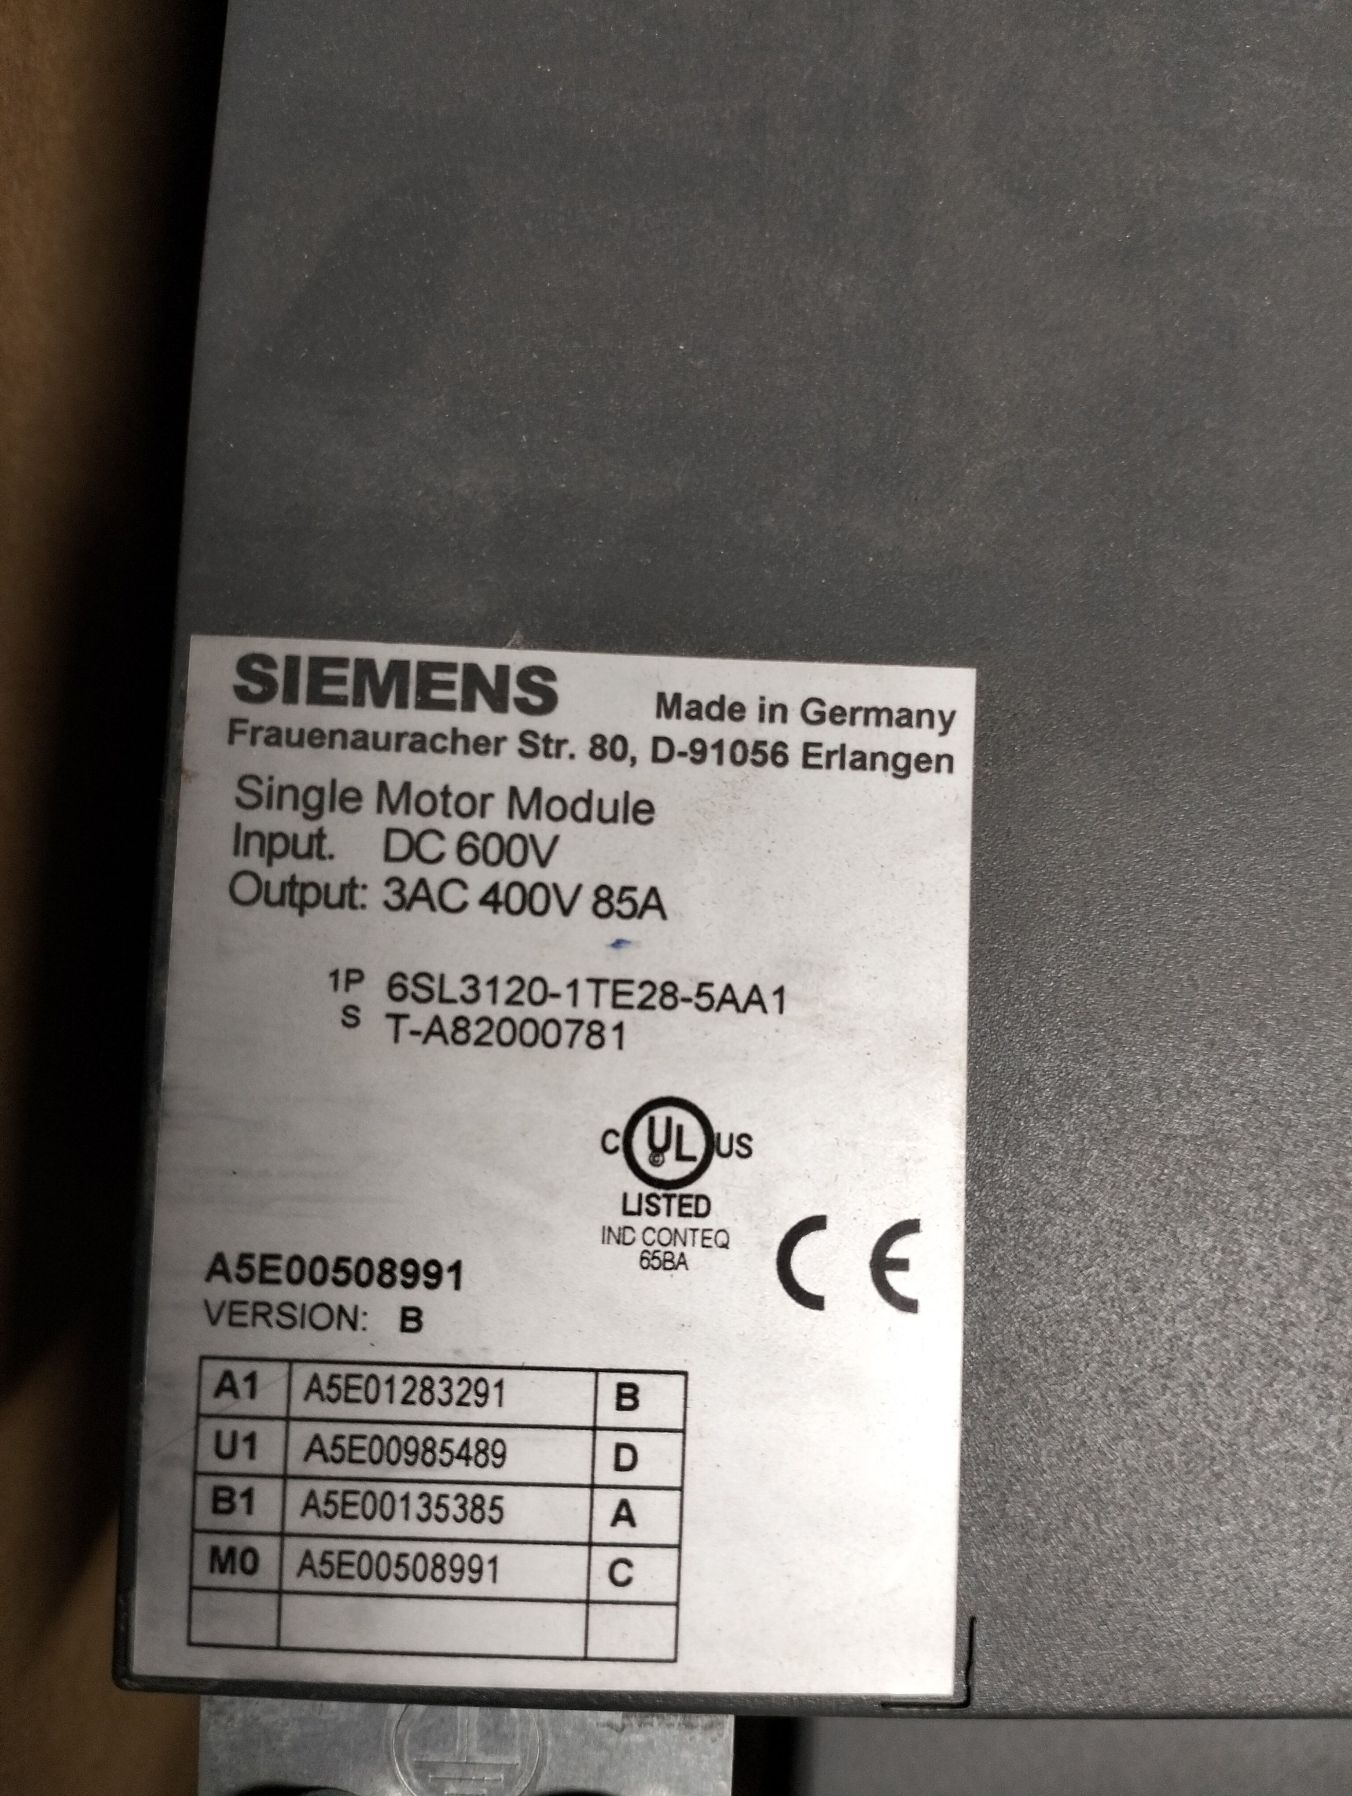 SIEMENS Made in Germany
Frauenauracher Str. 80, D-91056 Erlangen
Single Motor Module
Input. DC 600V
Output: 3AC 400V 85A
1P 6SL3120-1TE28-5AA1
S T-A82000781
C UL US
LISTED
IND CONTEQ
65BA
CE
A5E00508991
VERSION: B
A1 A5E01283291 B
U1 A5E00985489 D
B1 A5E00135385 A
M0 A5E00508991 C